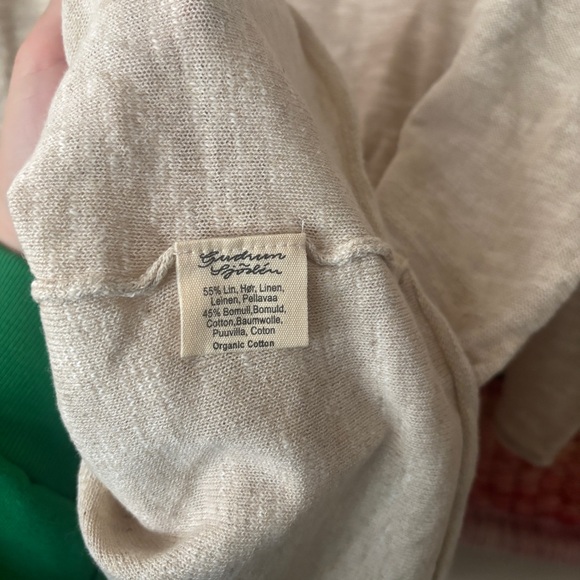 Gudrun
Sjödén
55% Lin, Hør, Linen,
Leinen, Pellavaa
45% Bomull,Bomuld,
Cotton,Baumwolle,
Puuvilla, Coton
Organic Cotton